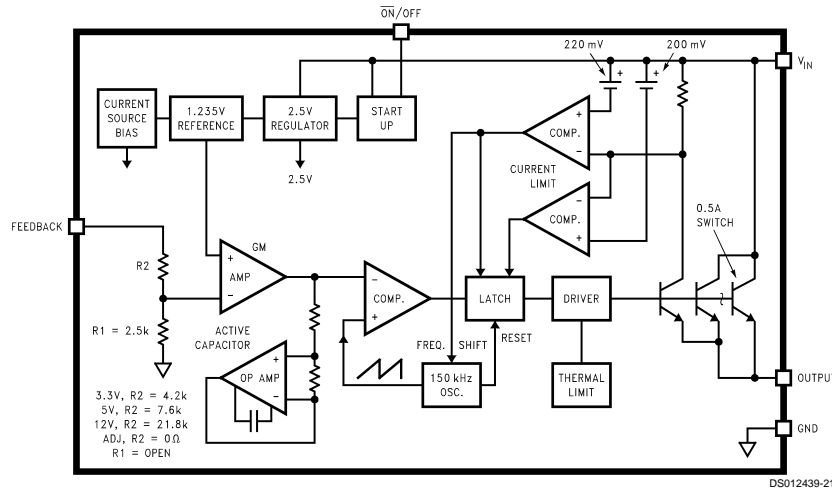 ON/OFF
220 mV
200 mV
+
+
VIN
CURRENT
SOURCE
BIAS
1.235V
REFERENCE
2.5V
REGULATOR
START
UP
2.5V
+
COMP.
−
CURRENT
LIMIT
−
COMP.
+
0.5A
SWITCH
FEEDBACK
R2
R1 = 2.5k
GM
+
AMP
−
−
COMP.
+
LATCH
DRIVER
ACTIVE
CAPACITOR
+
OP AMP
−
FREQ. SHIFT
RESET
150 kHz
OSC.
THERMAL
LIMIT
OUTPUT
GND
3.3V, R2 = 4.2k
5V, R2 = 7.6k
12V, R2 = 21.8k
ADJ, R2 = 0Ω
R1 = OPEN
DS012439-21